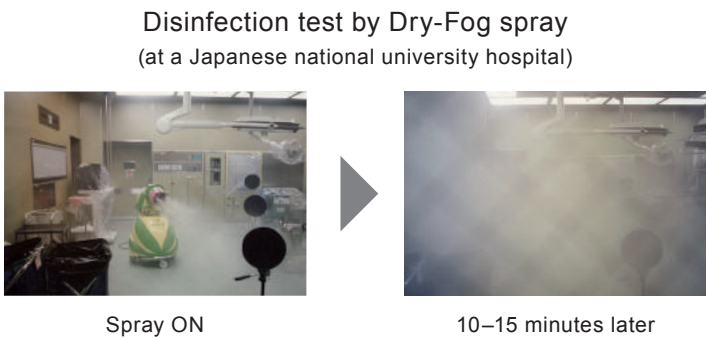 Disinfection test by Dry-Fog spray
(at a Japanese national university hospital)
Spray ON
10–15 minutes later